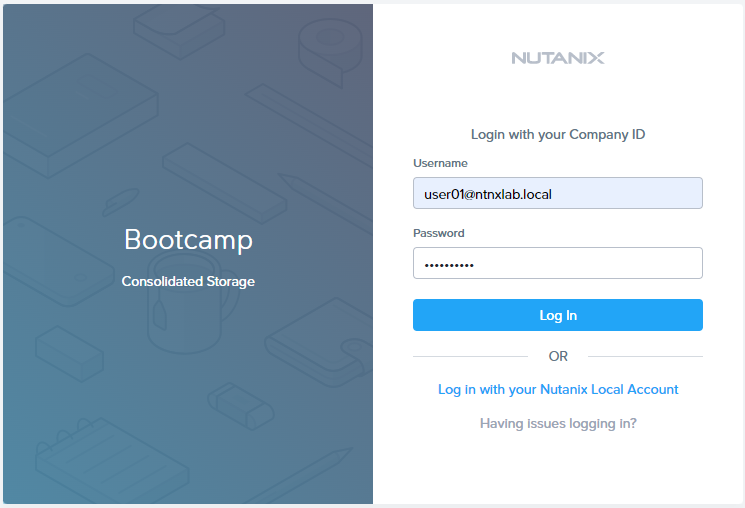 Bootcamp
Consolidated Storage
NUTANIX
Login with your Company ID
Username
user01@ntnxlab.local
Password
••••••••••
Log In
OR
Log in with your Nutanix Local Account
Having issues logging in?